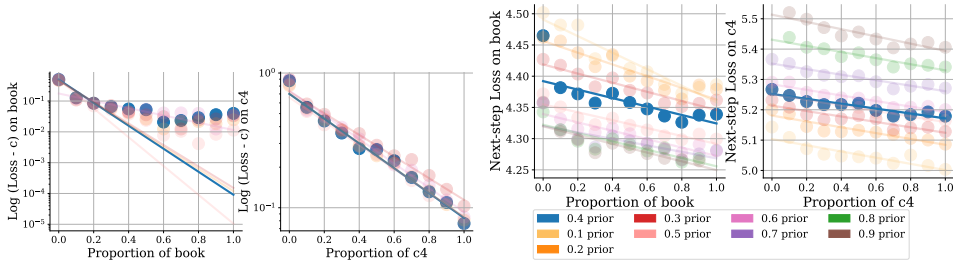 Log (Loss - c) on book
10⁰
10⁻¹
10⁻²
10⁻³
10⁻⁴
10⁻⁵
0.0 0.2 0.4 0.6 0.8 1.0
Proportion of book
Log (Loss - c) on c4
10⁰
10⁻¹
0.0 0.2 0.4 0.6 0.8 1.0
Proportion of c4
Next-step Loss on book
4.50
4.45
4.40
4.35
4.30
4.25
0.0 0.2 0.4 0.6 0.8 1.0
Proportion of book
Next-step Loss on c4
5.5
5.4
5.3
5.2
5.1
5.0
0.0 0.2 0.4 0.6 0.8 1.0
Proportion of c4
0.4 prior
0.1 prior
0.2 prior
0.3 prior
0.5 prior
0.6 prior
0.7 prior
0.8 prior
0.9 prior